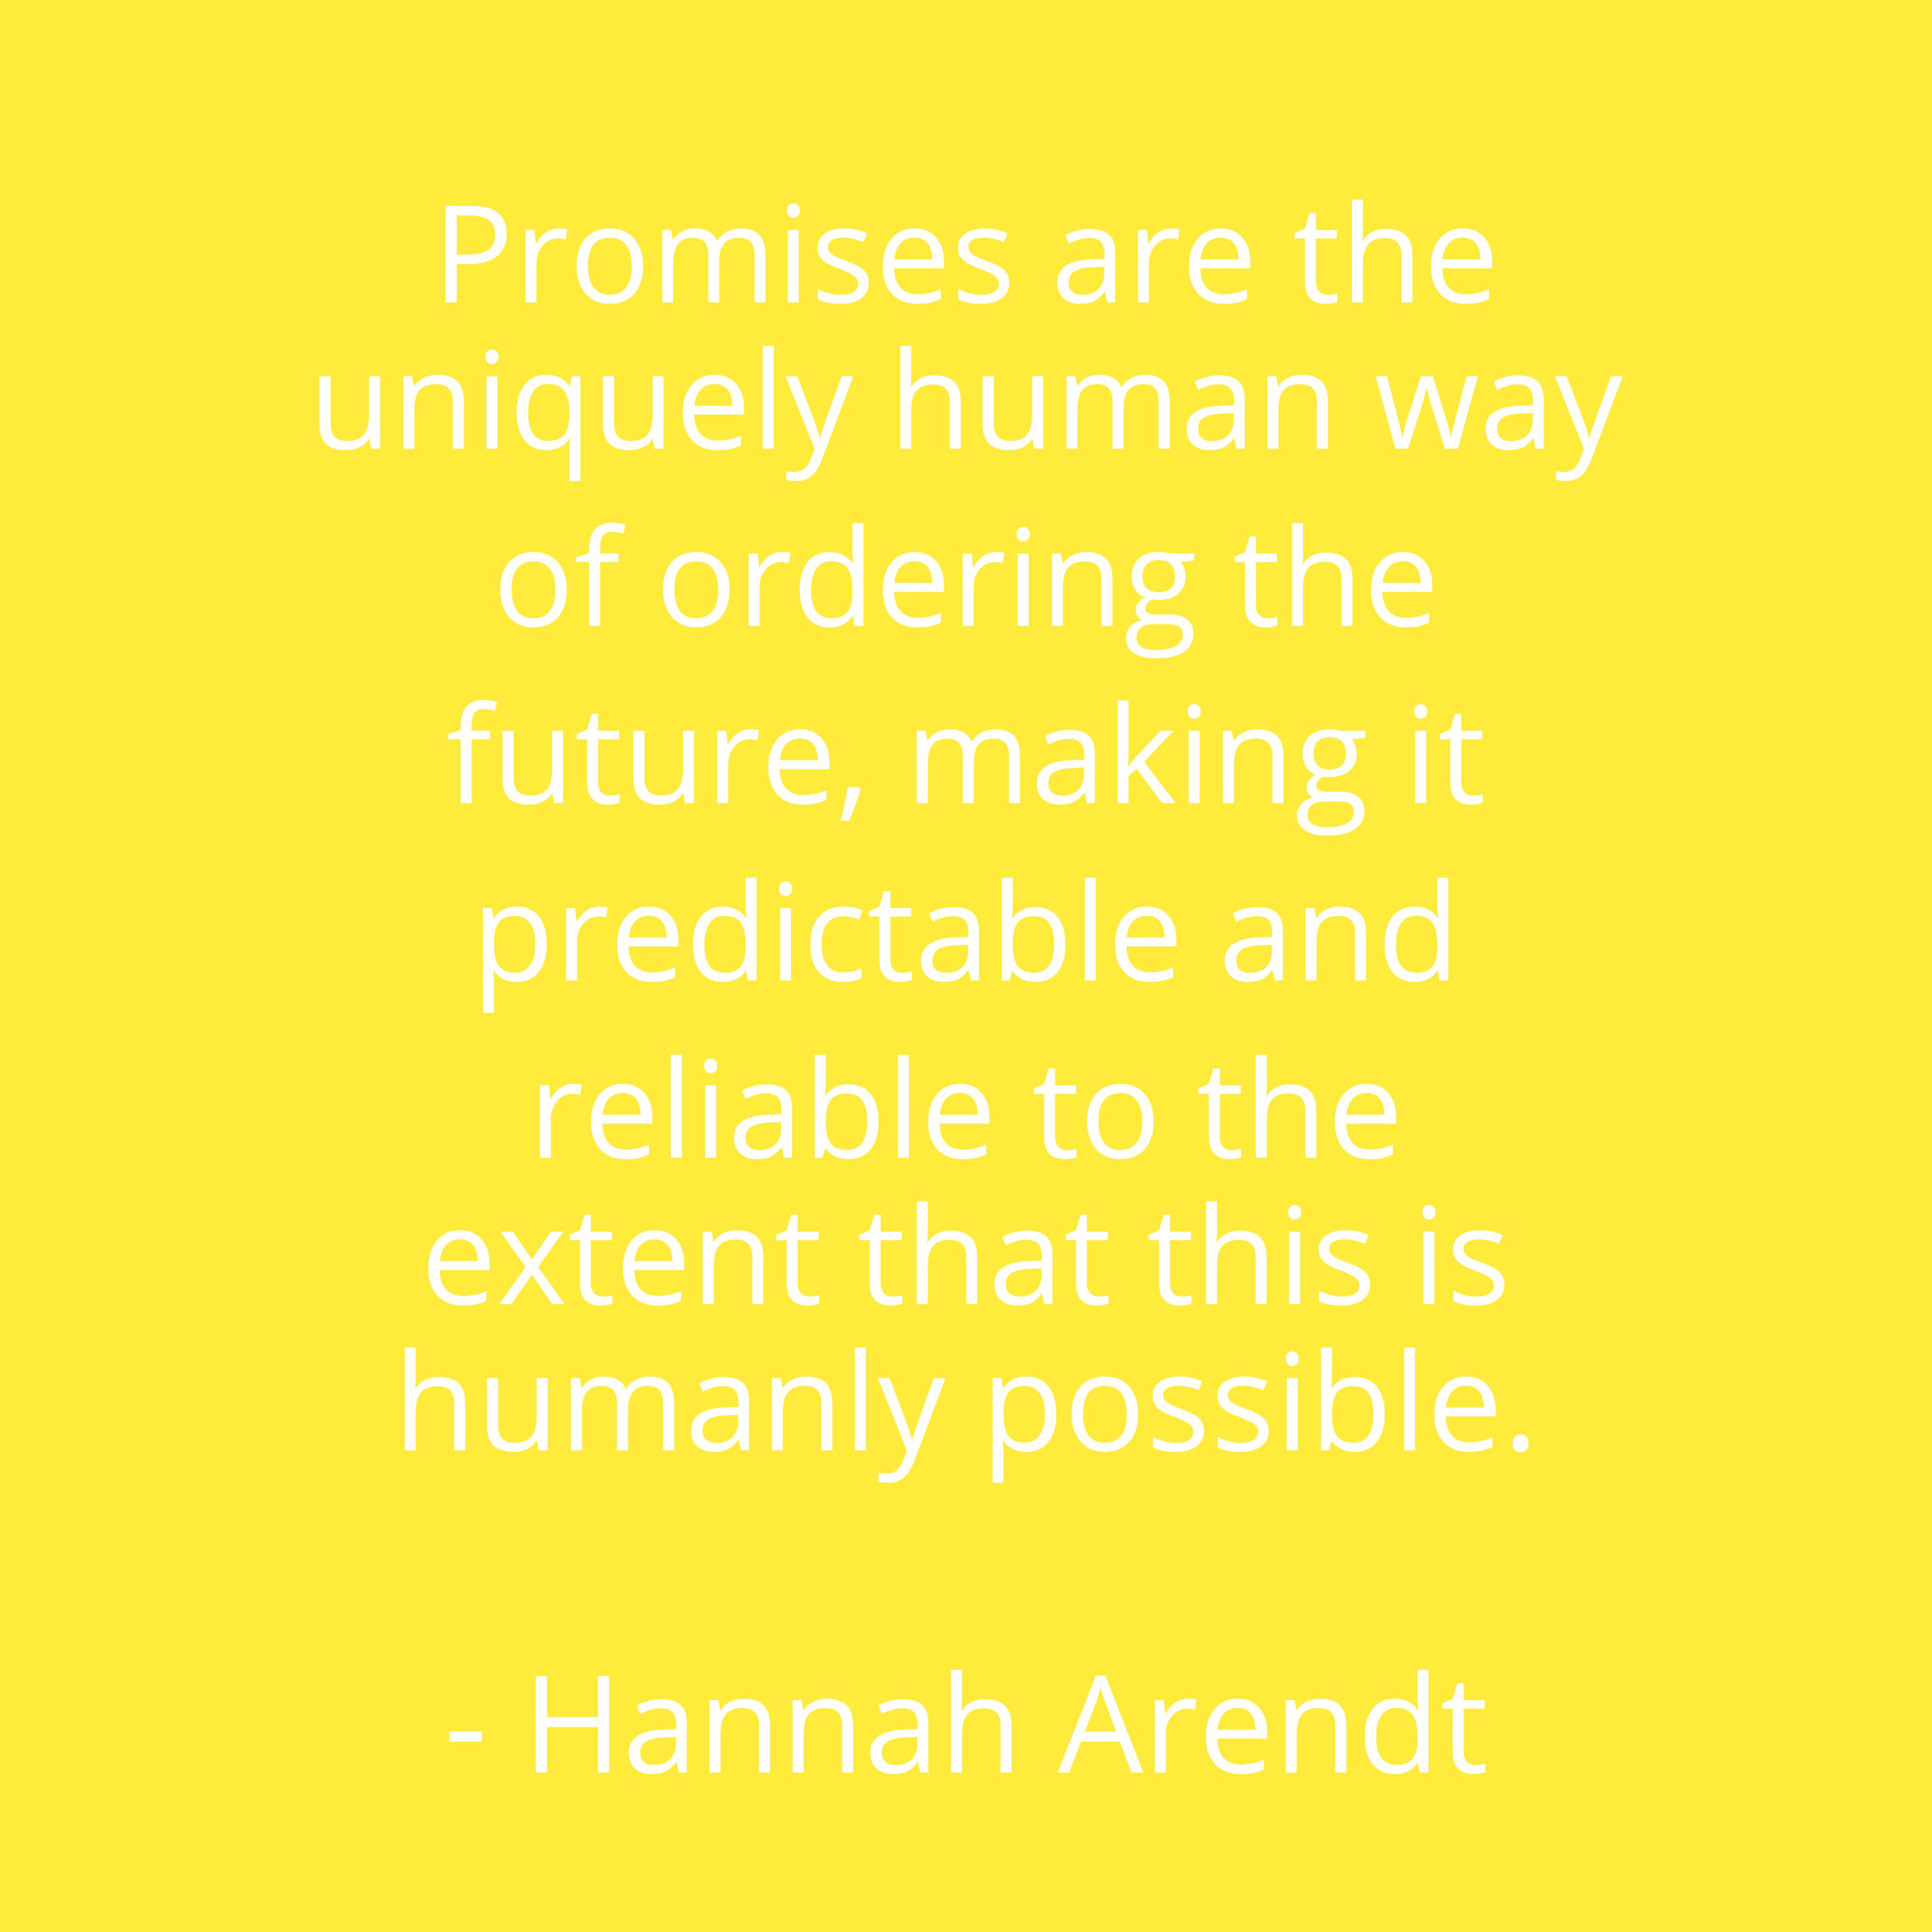 Promises are the
uniquely human way
of ordering the
future, making it
predictable and
reliable to the
extent that this is
humanly possible.
- Hannah Arendt